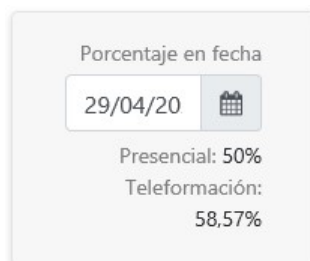 Porcentaje en fecha
29/04/20
Presencial: 50%
Teleformación:
58,57%